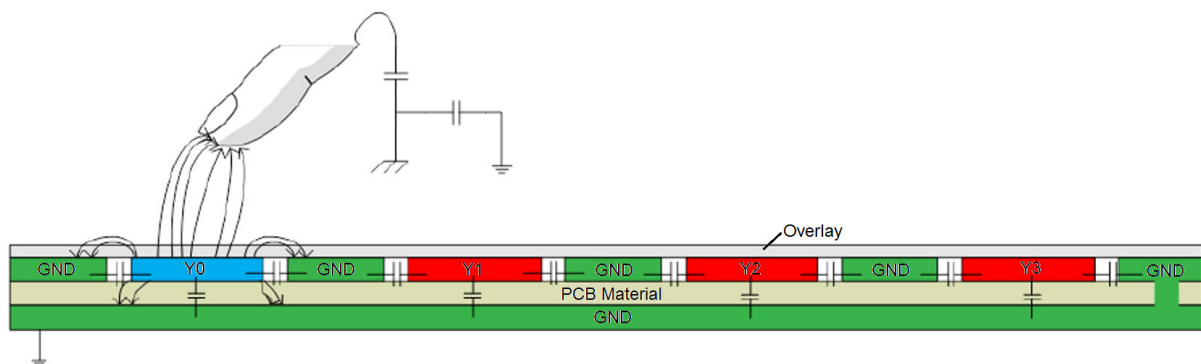 Overlay
GND Y0 GND Y1 GND Y2 GND Y3 GND
PCB Material
GND